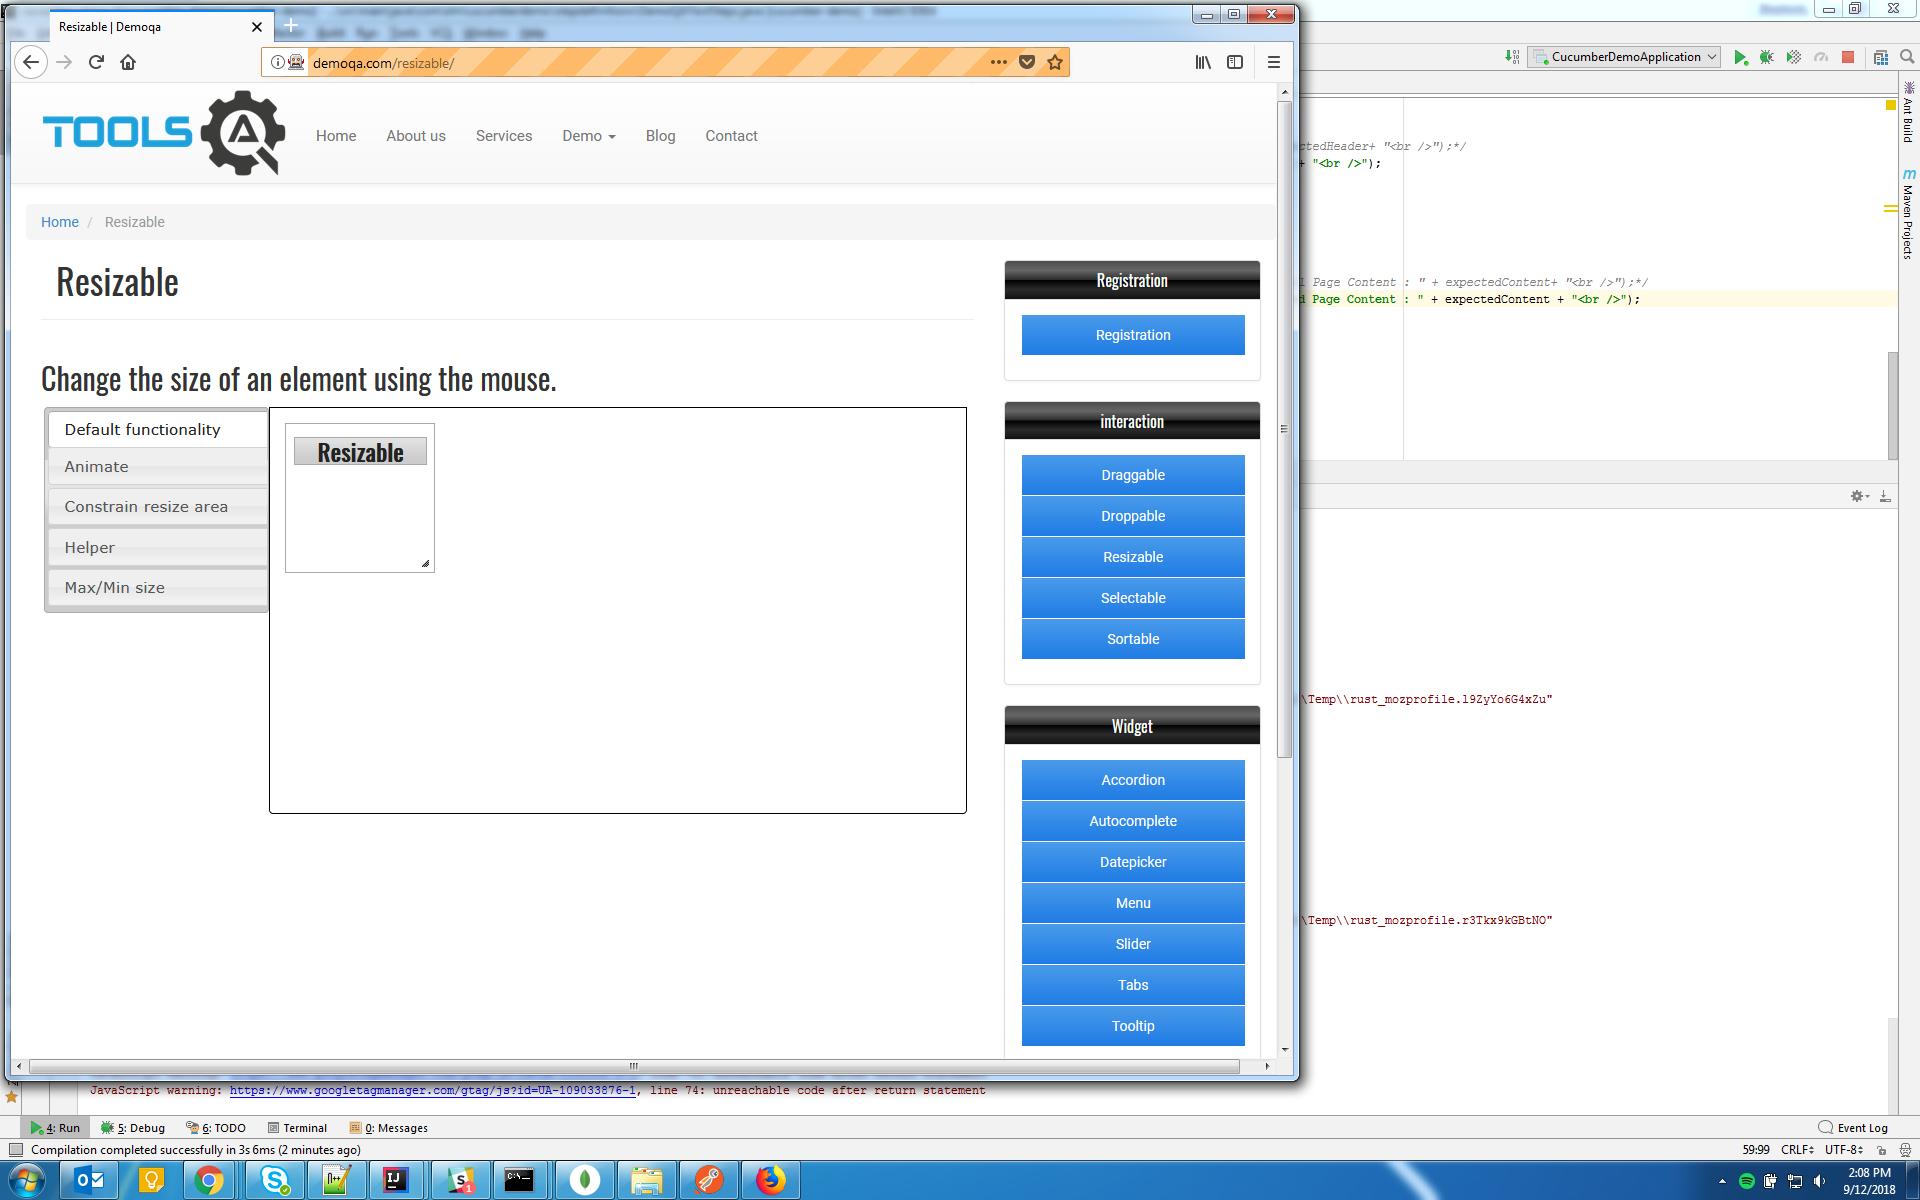 Resizable | Demoqa
demoqa.com/resizable/
CucumberDemoApplication
TOOLS QA
Home
About us
Services
Demo
Blog
Contact
Home / Resizable
Resizable
Change the size of an element using the mouse.
Default functionality
Animate
Constrain resize area
Helper
Max/Min size
Resizable
Registration
Registration
interaction
Draggable
Droppable
Resizable
Selectable
Sortable
Widget
Accordion
Autocomplete
Datepicker
Menu
Slider
Tabs
Tooltip
ctedHeader+ "<br />");*/
+ "<br />");
l Page Content : " + expectedContent+ "<br />");*/
d Page Content : " + expectedContent + "<br />");
Ant Build
m Maven Projects
\Temp\\rust_mozprofile.l9ZyYo6G4xZu"
\Temp\\rust_mozprofile.r3Tkx9kGBtNO"
JavaScript warning: https://www.googletagmanager.com/gtag/js?id=UA-109033876-1, line 74: unreachable code after return statement
4: Run
5: Debug
6: TODO
Terminal
0: Messages
Event Log
Compilation completed successfully in 3s 6ms (2 minutes ago)
59:99
CRLF
UTF-8
2:08 PM
9/12/2018